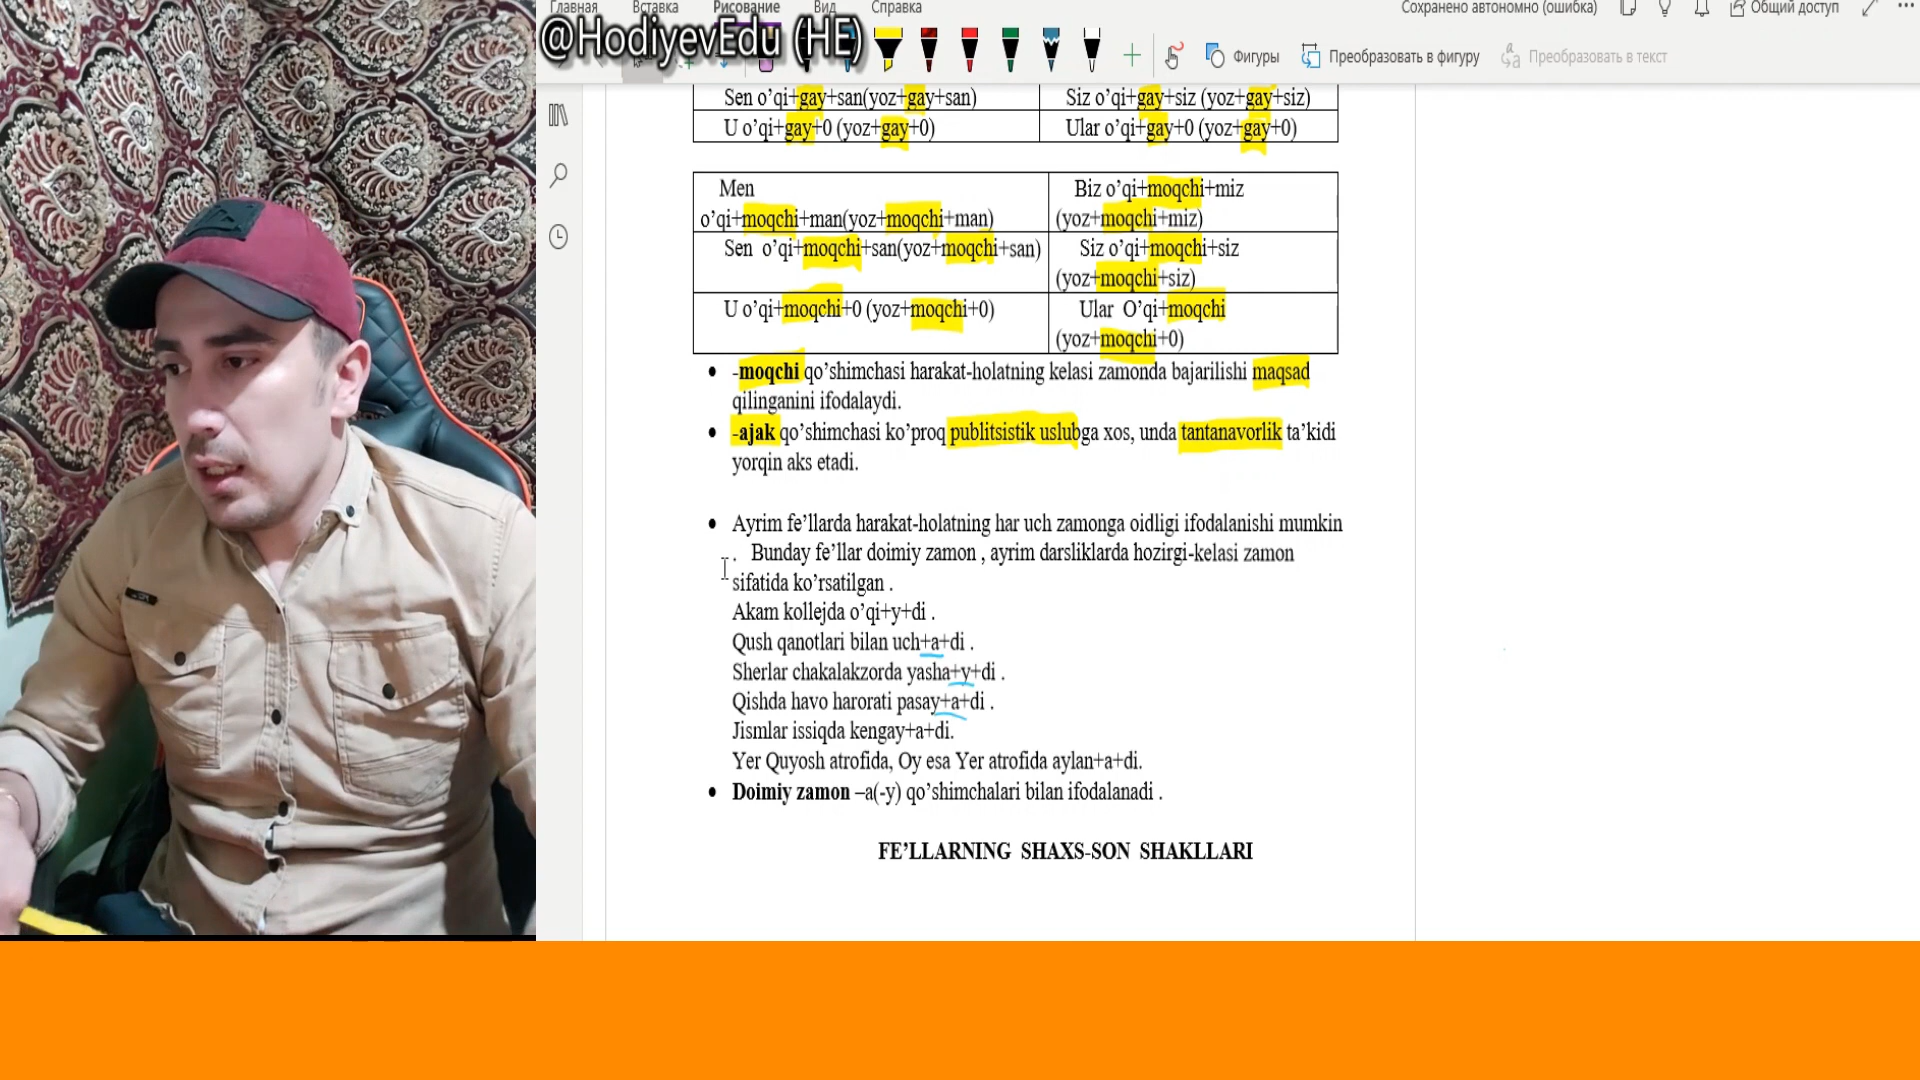 Главная Вставка Рисование Вид Справка Сохранено автономно (ошибка) Общий доступ
@HodiyevEdu (HE)
Фигуры Преобразовать в фигуру Преобразовать в текст
Sen o’qi+gay+san(yoz+gay+san) Siz o’qi+gay+siz (yoz+gay+siz)
U o’qi+gay+0 (yoz+gay+0) Ular o’qi+gay+0 (yoz+gay+0)
Men
o’qi+moqchi+man(yoz+moqchi+man)
Biz o’qi+moqchi+miz
(yoz+moqchi+miz)
Sen o’qi+moqchi+san(yoz+moqchi+san)
Siz o’qi+moqchi+siz
(yoz+moqchi+siz)
U o’qi+moqchi+0 (yoz+moqchi+0)
Ular O’qi+moqchi
(yoz+moqchi+0)
• -moqchi qo’shimchasi harakat-holatning kelasi zamonda bajarilishi maqsad
qilinganini ifodalaydi.
• -ajak qo’shimchasi ko’proq publitsistik uslubga xos, unda tantanavorlik ta’kidi
yorqin aks etadi.
• Ayrim fe’llarda harakat-holatning har uch zamonga oidligi ifodalanishi mumkin
. Bunday fe’llar doimiy zamon , ayrim darsliklarda hozirgi-kelasi zamon
sifatida ko’rsatilgan .
Akam kollejda o’qi+y+di .
Qush qanotlari bilan uch+a+di .
Sherlar chakalakzorda yasha+y+di .
Qishda havo harorati pasay+a+di .
Jismlar issiqda kengay+a+di.
Yer Quyosh atrofida, Oy esa Yer atrofida aylan+a+di.
• Doimiy zamon –a(-y) qo’shimchalari bilan ifodalanadi .
FE’LLARNING SHAXS-SON SHAKLLARI